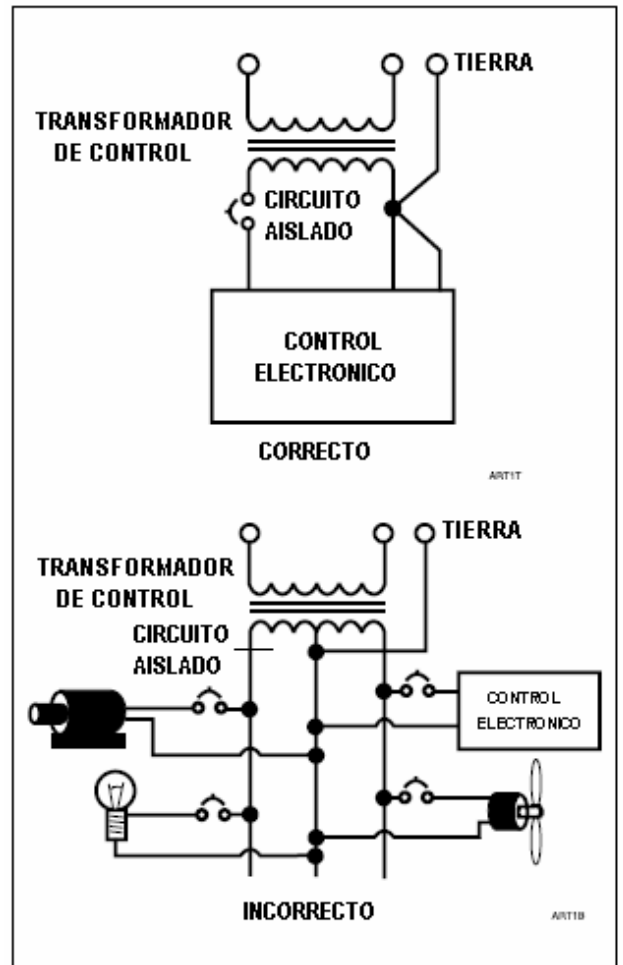 TIERRA
TRANSFORMADOR
DE CONTROL
CIRCUITO
AISLADO
CONTROL
ELECTRONICO
CORRECTO
ART1T
TIERRA
TRANSFORMADOR
DE CONTROL
CIRCUITO
AISLADO
CONTROL
ELECTRONICO
INCORRECTO
ART1B